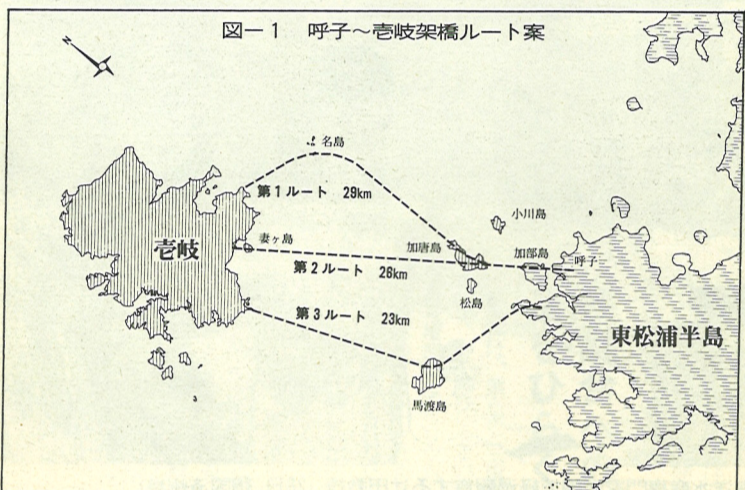 図ー1 呼子～壱岐架橋ルート案
N
名島
第1ルート 29km
小川島
壱岐
妻ヶ島
加唐島
加部島
呼子
第2ルート 26km
松島
第3ルート 23km
東松浦半島
馬渡島